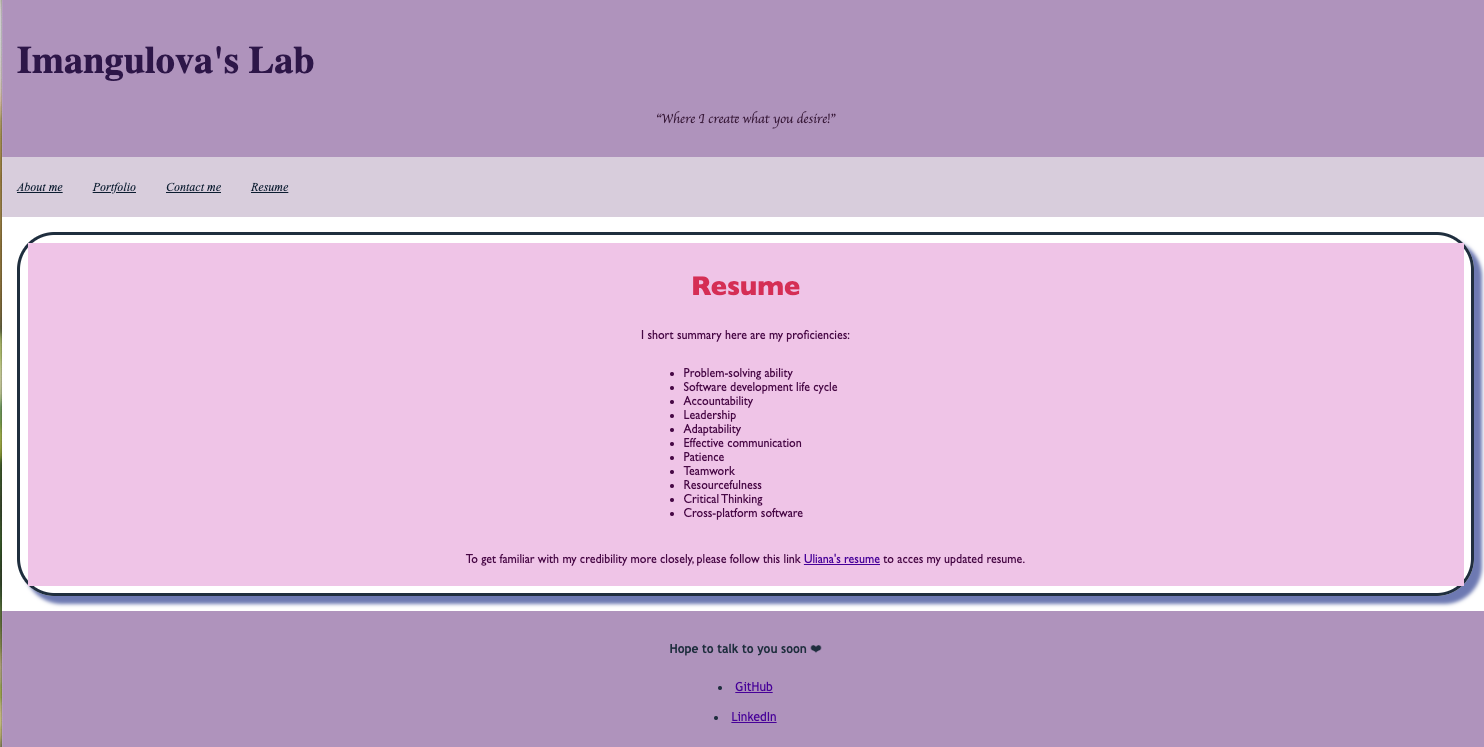 Imangulova's Lab
“Where I create what you desire!”
About me Portfolio Contact me Resume
Resume
I short summary here are my proficiencies:
• Problem-solving ability
• Software development life cycle
• Accountability
• Leadership
• Adaptability
• Effective communication
• Patience
• Teamwork
• Resourcefulness
• Critical Thinking
• Cross-platform software
To get familiar with my credibility more closely, please follow this link Uliana's resume to acces my updated resume.
Hope to talk to you soon ❤
• GitHub
• LinkedIn